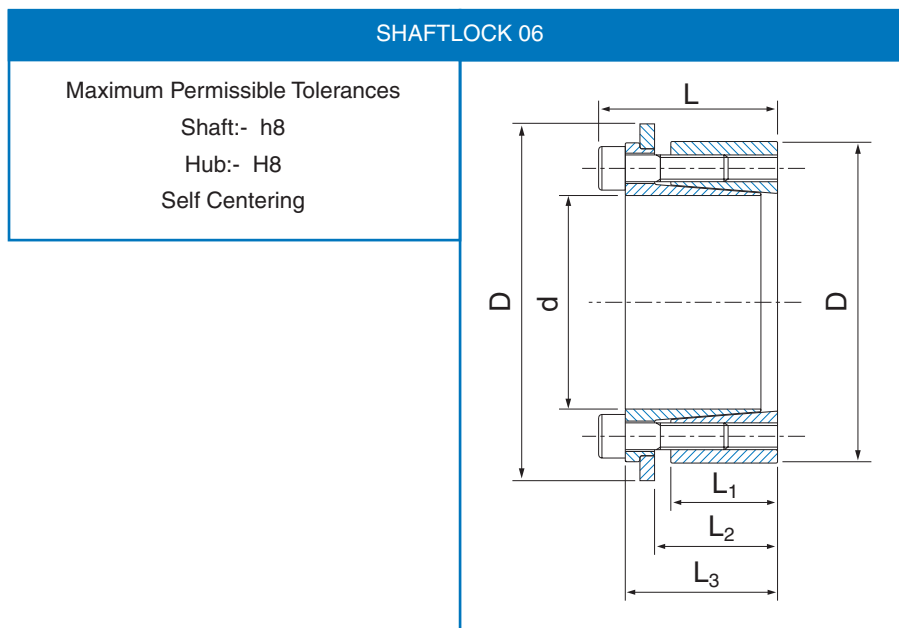 SHAFTLOCK 06
Maximum Permissible Tolerances
Shaft:- h8
Hub:- H8
Self Centering
L
D
d
D
L₁
L₂
L₃